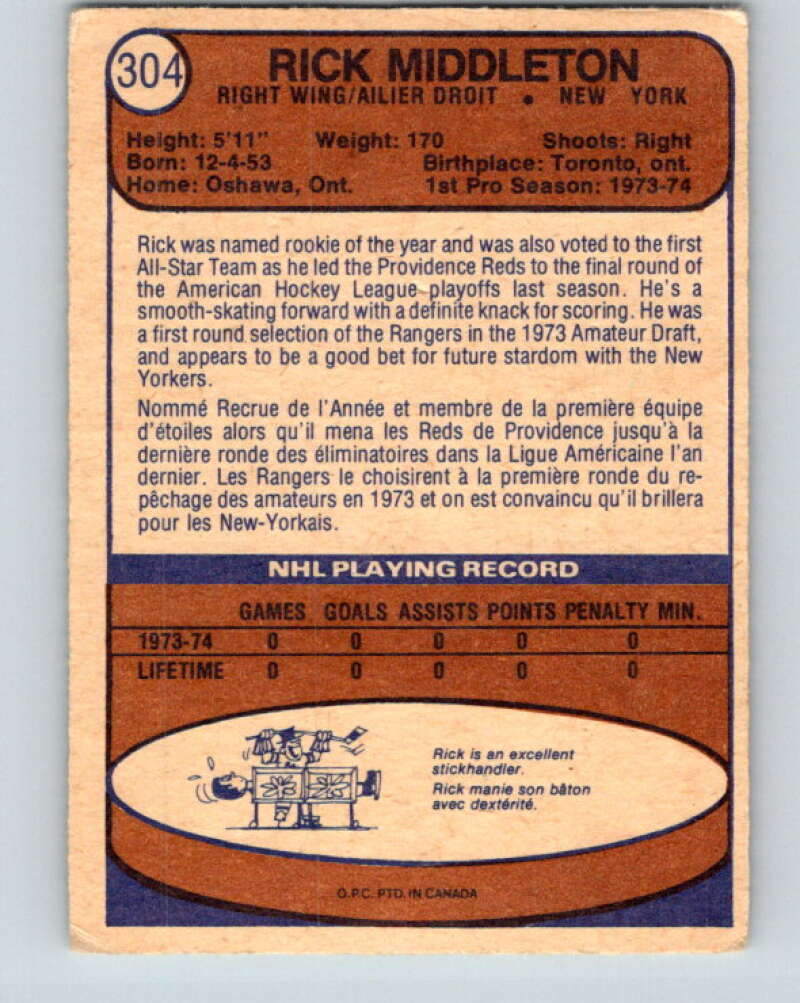 304
RICK MIDDLETON
RIGHT WING/AILIER DROIT • NEW YORK
Height: 5'11" Weight: 170 Shoots: Right
Born: 12-4-53 Birthplace: Toronto, ont.
Home: Oshawa, Ont. 1st Pro Season: 1973-74
Rick was named rookie of the year and was also voted to the first
All-Star Team as he led the Providence Reds to the final round of
the American Hockey League playoffs last season. He's a
smooth-skating forward with a definite knack for scoring. He was
a first round selection of the Rangers in the 1973 Amateur Draft,
and appears to be a good bet for future stardom with the New
Yorkers.
Nommé Recrue de l'Année et membre de la première équipe
d'étoiles alors qu'il mena les Reds de Providence jusqu'à la
dernière ronde des éliminatoires dans la Ligue Américaine l'an
dernier. Les Rangers le choisirent à la première ronde du re-
pêchage des amateurs en 1973 et on est convaincu qu'il brillera
pour les New-Yorkais.
NHL PLAYING RECORD
GAMES GOALS ASSISTS POINTS PENALTY MIN.
1973-74 0 0 0 0 0
LIFETIME 0 0 0 0 0
Rick is an excellent
stickhandler.
Rick manie son bâton
avec dextérité.
O.P.C. PTD. IN CANADA